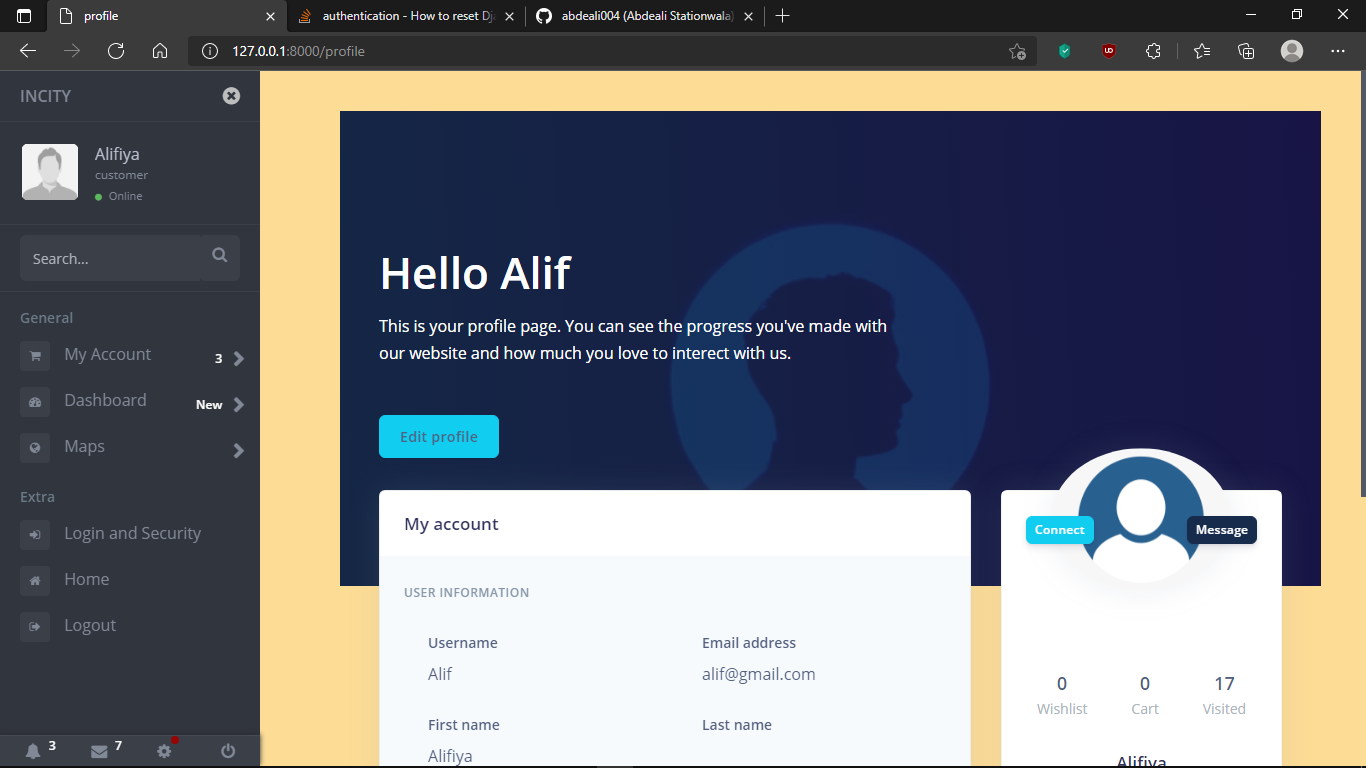 profile
authentication - How to reset Dj
abdeali004 (Abdeali Stationwala)
127.0.0.1:8000/profile
INCITY
Alifiya
customer
Online
Search...
General
My Account 3
Dashboard New
Maps
Extra
Login and Security
Home
Logout
3 7
Hello Alif
This is your profile page. You can see the progress you've made with
our website and how much you love to interect with us.
Edit profile
My account
USER INFORMATION
Username Email address
Alif alif@gmail.com
First name Last name
Alifiya
Connect Message
0 0 17
Wishlist Cart Visited
Alifiya